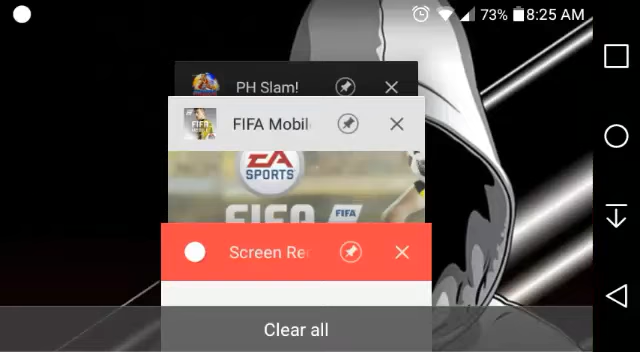 73% 8:25 AM
PH Slam!
FIFA Mobil
EA
SPORTS
FIFA
FIFA
Screen Re
Clear all